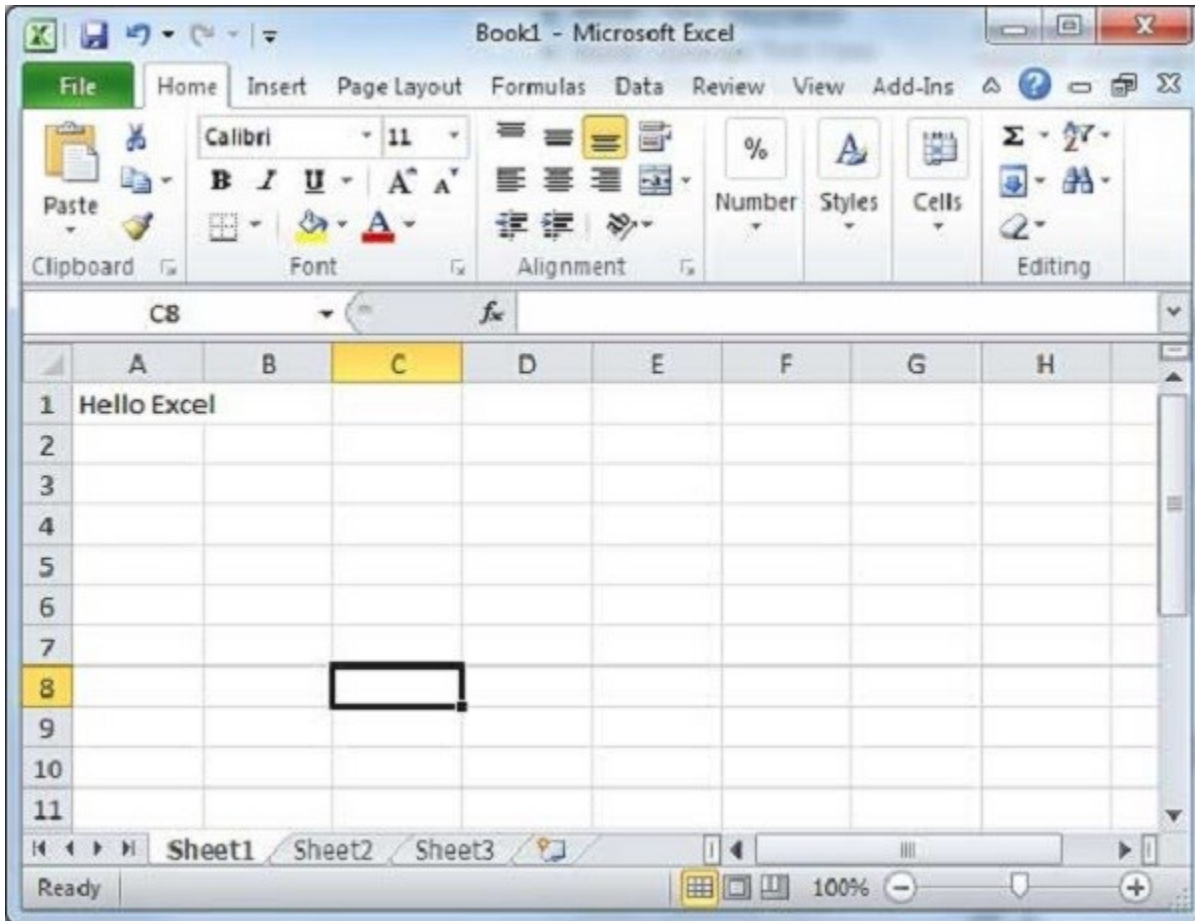 Book1 - Microsoft Excel
File Home Insert Page Layout Formulas Data Review View Add-Ins
Calibri 11
B I U A A
% A
Paste Number Styles Cells
A
Clipboard Font Alignment Editing
C8 fx
A B C D E F G H
1 Hello Excel
2
3
4
5
6
7
8
9
10
11
Sheet1 Sheet2 Sheet3
Ready 100%